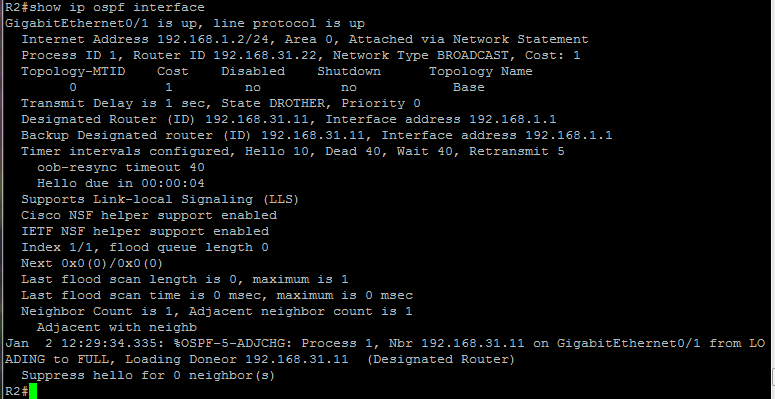 R2#show ip ospf interface
GigabitEthernet0/1 is up, line protocol is up
Internet Address 192.168.1.2/24, Area 0, Attached via Network Statement
Process ID 1, Router ID 192.168.31.22, Network Type BROADCAST, Cost: 1
Topology-MTID    Cost    Disabled    Shutdown      Topology Name
0           1         no          no            Base
Transmit Delay is 1 sec, State DROTHER, Priority 0
Designated Router (ID) 192.168.31.11, Interface address 192.168.1.1
Backup Designated router (ID) 192.168.31.11, Interface address 192.168.1.1
Timer intervals configured, Hello 10, Dead 40, Wait 40, Retransmit 5
oob-resync timeout 40
Hello due in 00:00:04
Supports Link-local Signaling (LLS)
Cisco NSF helper support enabled
IETF NSF helper support enabled
Index 1/1, flood queue length 0
Next 0x0(0)/0x0(0)
Last flood scan length is 0, maximum is 1
Last flood scan time is 0 msec, maximum is 0 msec
Neighbor Count is 1, Adjacent neighbor count is 1
Adjacent with neighb
Jan  2 12:29:34.335: %OSPF-5-ADJCHG: Process 1, Nbr 192.168.31.11 on GigabitEthernet0/1 from LO
ADING to FULL, Loading Doneor 192.168.31.11  (Designated Router)
Suppress hello for 0 neighbor(s)
R2#